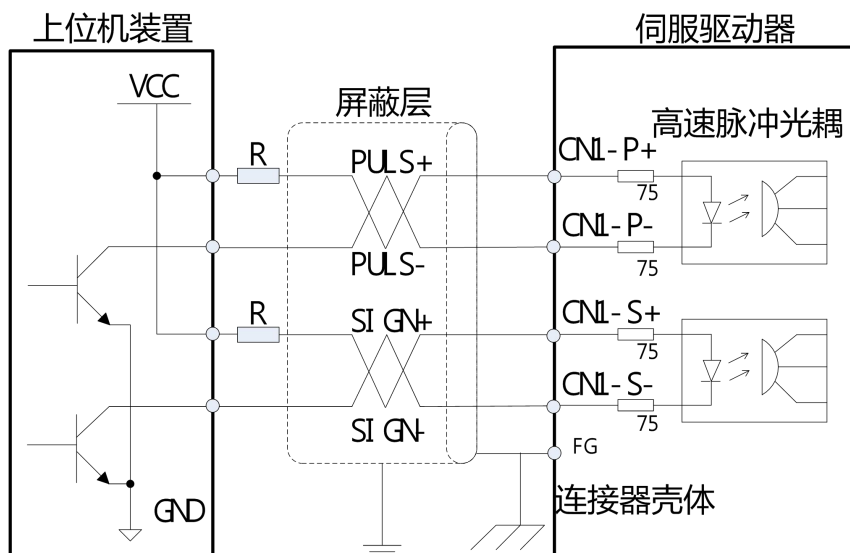 上位机装置
伺服驱动器
VCC
屏蔽层
高速脉冲光耦
R
PULS+
CN1-P+
75
CN1-P-
PULS-
75
R
SIGN+
CN1-S+
75
CN1-S-
SIGN-
75
FG
GND
连接器壳体